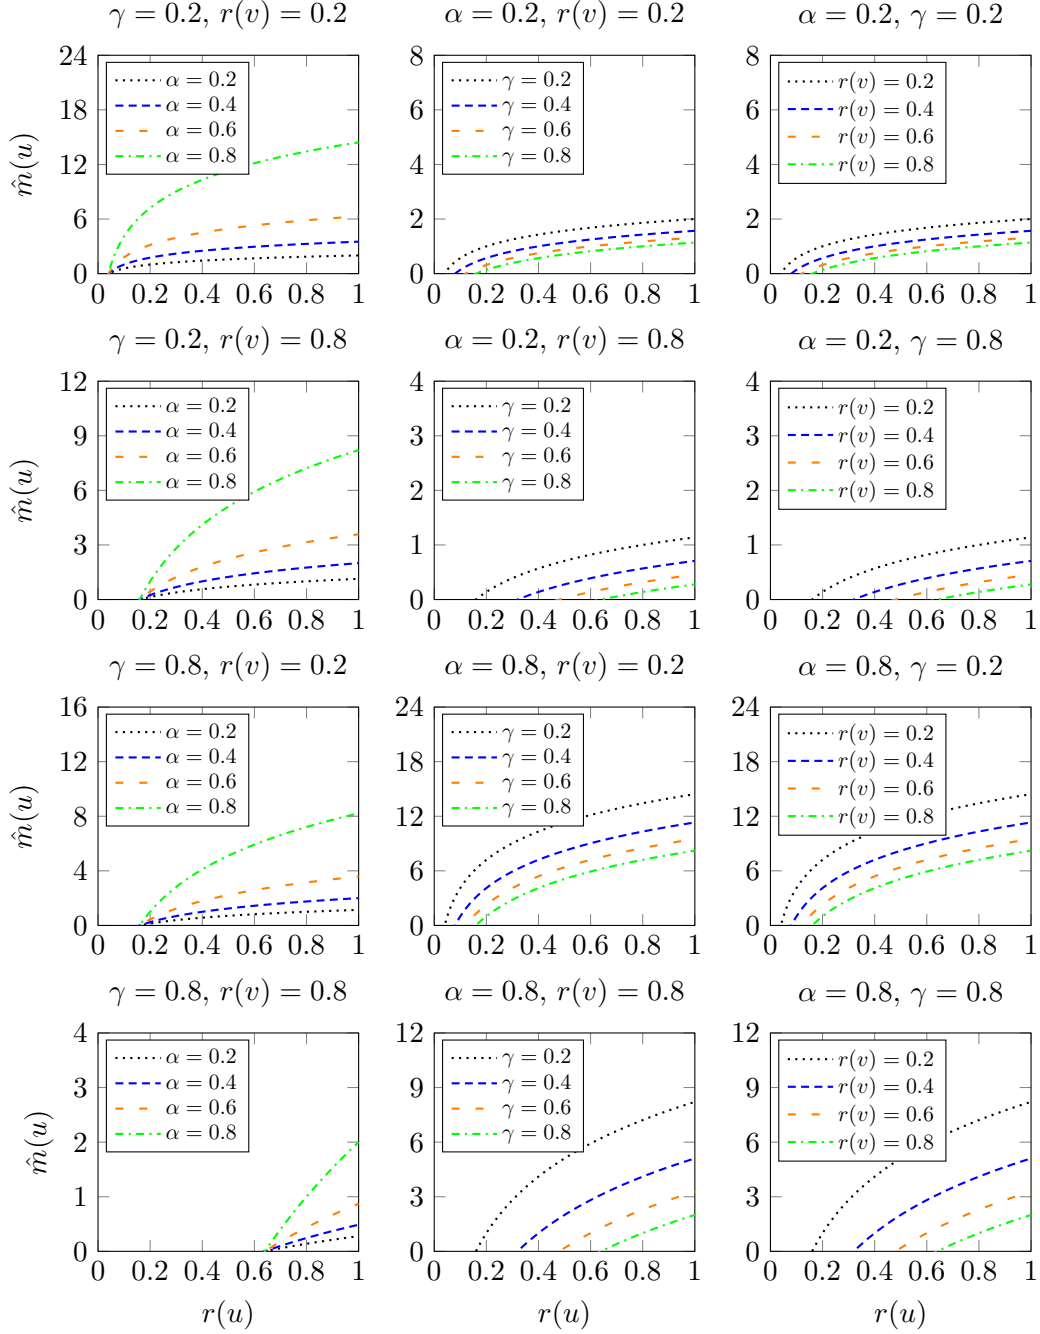 γ = 0.2, r(v) = 0.2
α = 0.2, r(v) = 0.2
α = 0.2, γ = 0.2
m̂(u)
24
18
12
6
0
α = 0.2
α = 0.4
α = 0.6
α = 0.8
0 0.2 0.4 0.6 0.8 1
8
6
4
2
0
γ = 0.2
γ = 0.4
γ = 0.6
γ = 0.8
0 0.2 0.4 0.6 0.8 1
8
6
4
2
0
r(v) = 0.2
r(v) = 0.4
r(v) = 0.6
r(v) = 0.8
0 0.2 0.4 0.6 0.8 1
γ = 0.2, r(v) = 0.8
α = 0.2, r(v) = 0.8
α = 0.2, γ = 0.8
m̂(u)
12
9
6
3
0
α = 0.2
α = 0.4
α = 0.6
α = 0.8
0 0.2 0.4 0.6 0.8 1
4
3
2
1
0
γ = 0.2
γ = 0.4
γ = 0.6
γ = 0.8
0 0.2 0.4 0.6 0.8 1
4
3
2
1
0
r(v) = 0.2
r(v) = 0.4
r(v) = 0.6
r(v) = 0.8
0 0.2 0.4 0.6 0.8 1
γ = 0.8, r(v) = 0.2
α = 0.8, r(v) = 0.2
α = 0.8, γ = 0.2
m̂(u)
16
12
8
4
0
α = 0.2
α = 0.4
α = 0.6
α = 0.8
0 0.2 0.4 0.6 0.8 1
24
18
12
6
0
γ = 0.2
γ = 0.4
γ = 0.6
γ = 0.8
0 0.2 0.4 0.6 0.8 1
24
18
12
6
0
r(v) = 0.2
r(v) = 0.4
r(v) = 0.6
r(v) = 0.8
0 0.2 0.4 0.6 0.8 1
γ = 0.8, r(v) = 0.8
α = 0.8, r(v) = 0.8
α = 0.8, γ = 0.8
m̂(u)
4
3
2
1
0
α = 0.2
α = 0.4
α = 0.6
α = 0.8
0 0.2 0.4 0.6 0.8 1
r(u)
12
9
6
3
0
γ = 0.2
γ = 0.4
γ = 0.6
γ = 0.8
0 0.2 0.4 0.6 0.8 1
r(u)
12
9
6
3
0
r(v) = 0.2
r(v) = 0.4
r(v) = 0.6
r(v) = 0.8
0 0.2 0.4 0.6 0.8 1
r(u)